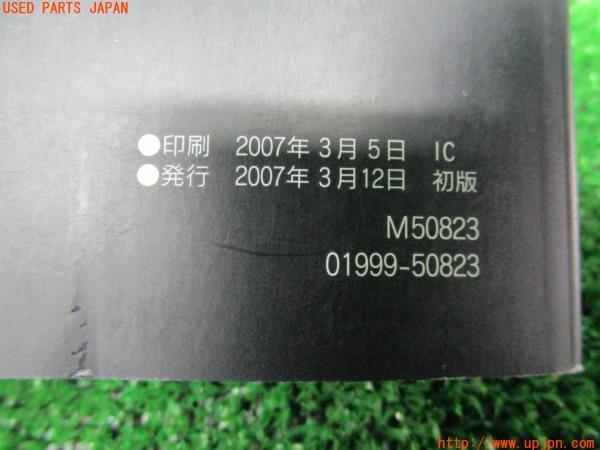 USED PARTS JAPAN
●印刷 2007年 3月 5日 IC
●発行 2007年 3月12日 初版
M50823
01999-50823
http://www.upjpn.com/